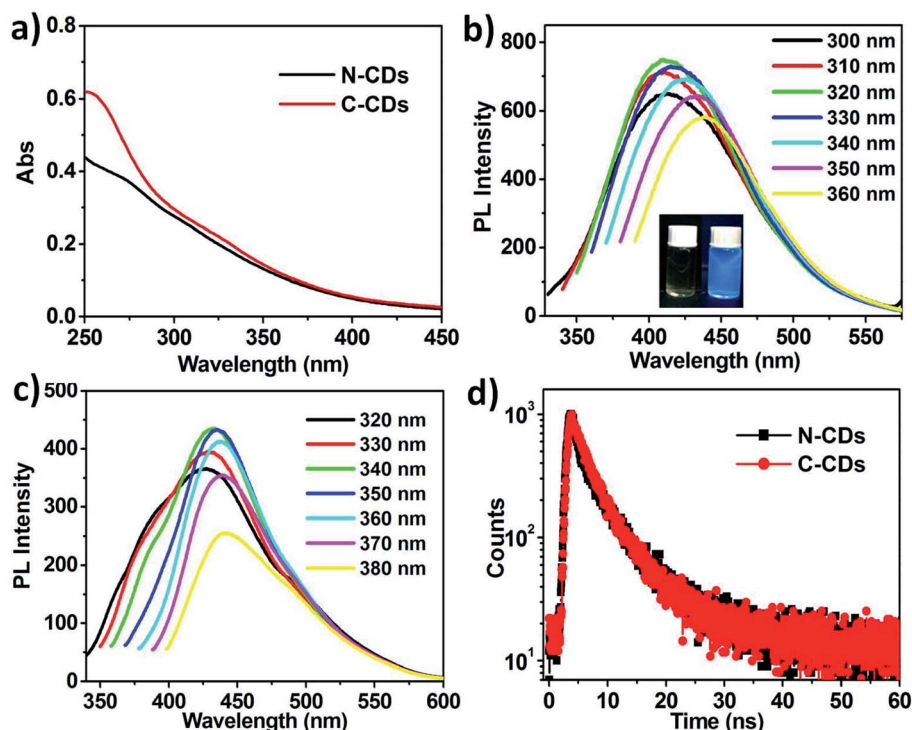 a)
0.8
0.6
0.4
0.2
0.0
Abs
N-CDs
C-CDs
250 300 350 400 450
Wavelength (nm)
b)
800
600
400
200
0
PL Intensity
300 nm
310 nm
320 nm
330 nm
340 nm
350 nm
360 nm
350 400 450 500 550
Wavelength (nm)
c)
500
400
300
200
100
0
PL Intensity
320 nm
330 nm
340 nm
350 nm
360 nm
370 nm
380 nm
350 400 450 500 550 600
Wavelength (nm)
d)
10³
10²
10¹
Counts
N-CDs
C-CDs
0 10 20 30 40 50 60
Time (ns)